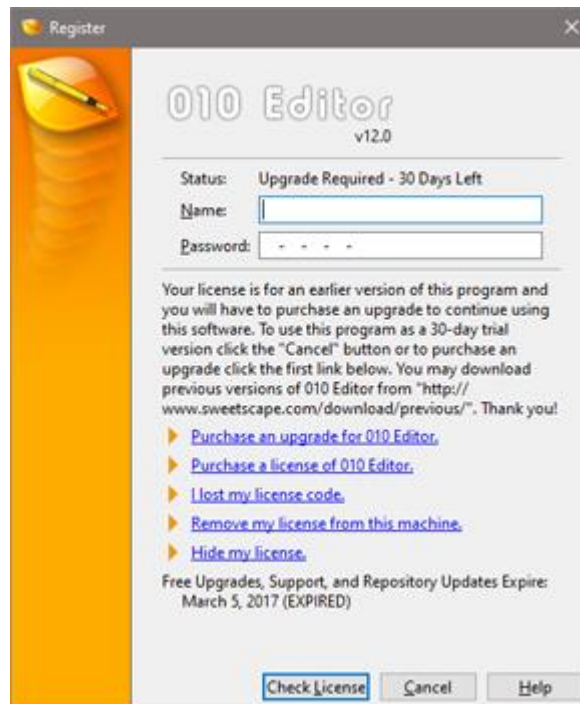 Register
010 Editor
v12.0
Status: Upgrade Required - 30 Days Left
Name:
Password: - - - -
Your license is for an earlier version of this program and
you will have to purchase an upgrade to continue using
this software. To use this program as a 30-day trial
version click the "Cancel" button or to purchase an
upgrade click the first link below. You may download
previous versions of 010 Editor from "http://
www.sweetscape.com/download/previous/". Thank you!
Purchase an upgrade for 010 Editor.
Purchase a license of 010 Editor.
I lost my license code.
Remove my license from this machine.
Hide my license.
Free Upgrades, Support, and Repository Updates Expire:
March 5, 2017 (EXPIRED)
Check License Cancel Help